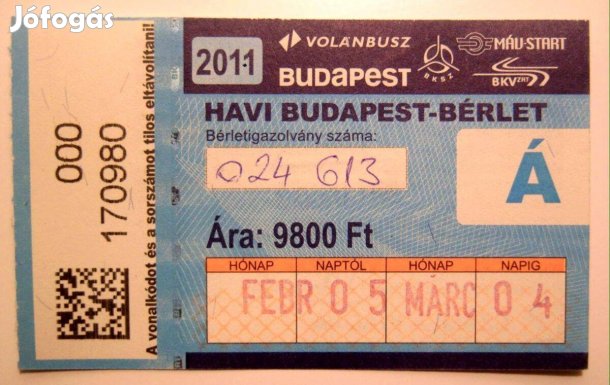 Jófogás
000
170980
A vonalkódot és a sorszámot tilos eltávolítani!
2011
VOLÁNBUSZ
BUDAPEST
BKSZ
MÁV-START
BKV ZRT
HAVI BUDAPEST-BÉRLET
Bérletigazolvány száma:
024 613
Á
Ára: 9800 Ft
HÓNAP NAPTÓL HÓNAP NAPIG
FEBR 05 MÁRC 04